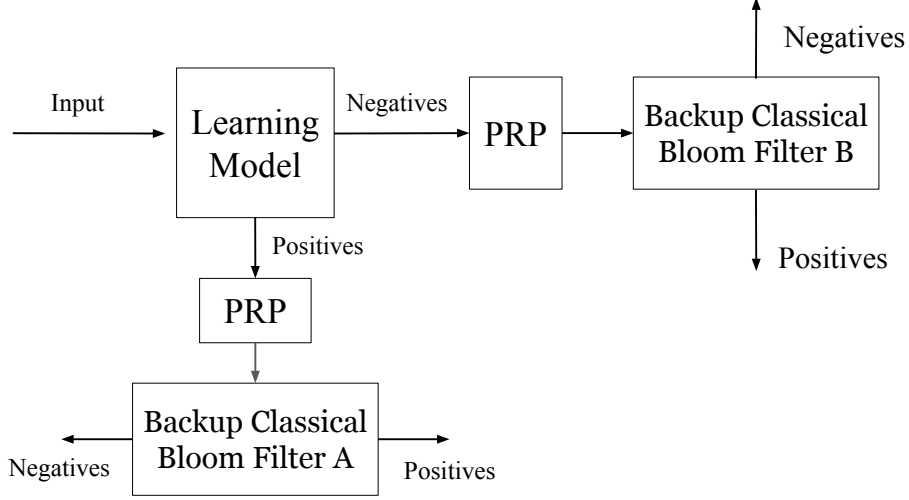 Input
Learning
Model
Negatives
PRP
Backup Classical
Bloom Filter B
Negatives
Positives
Positives
PRP
Backup Classical
Bloom Filter A
Negatives
Positives